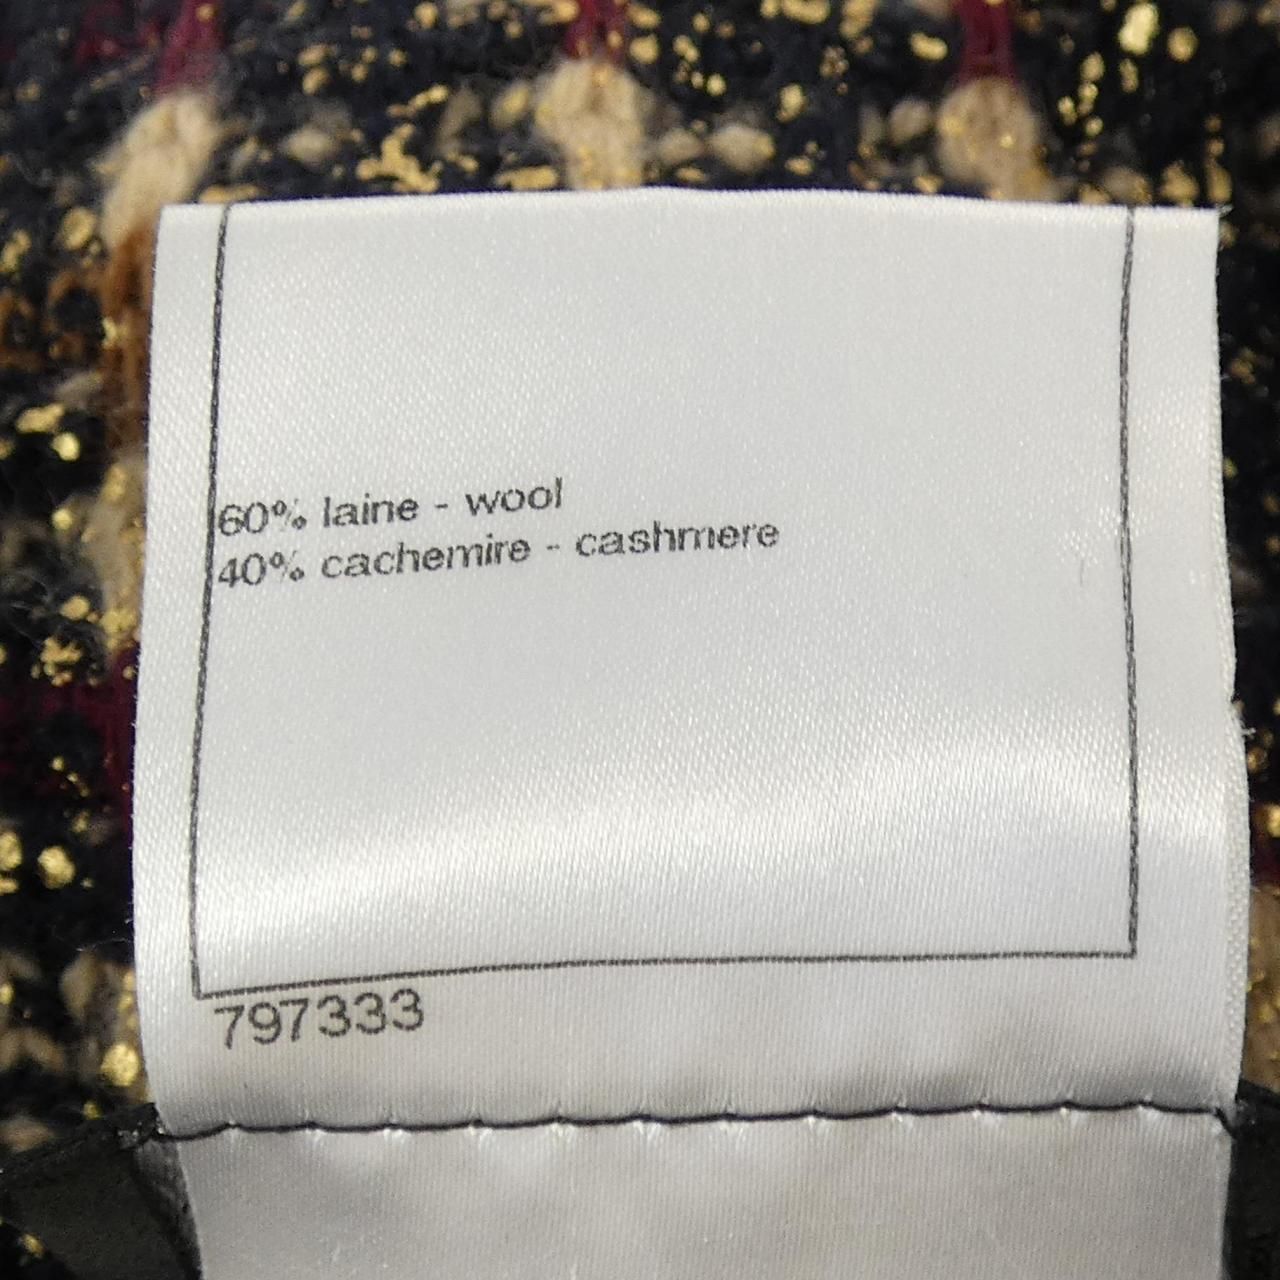 60% laine - wool
40% cachemire - cashmere
797333